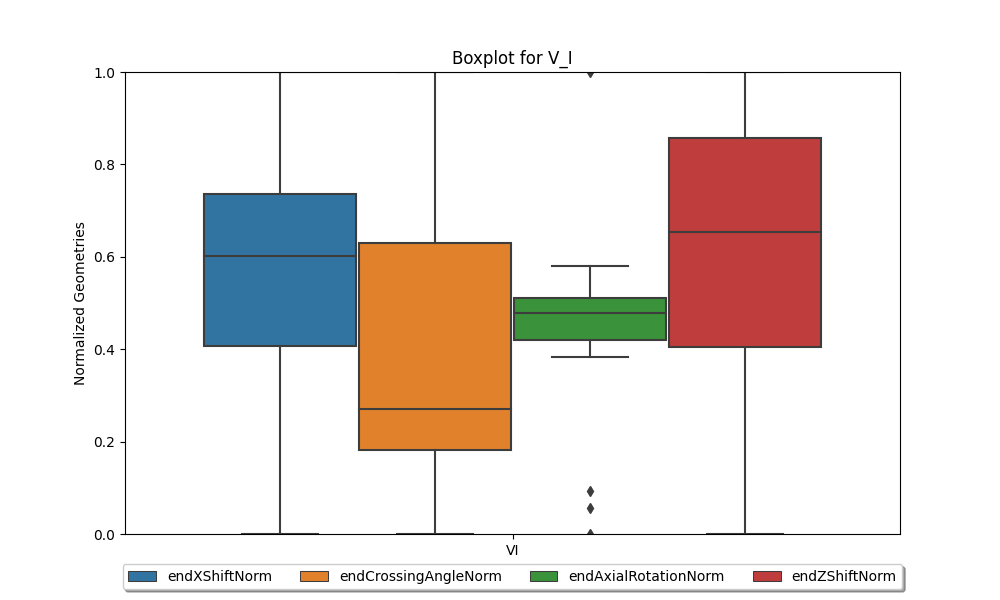 Boxplot for V_I
Normalized Geometries
1.0
0.8
0.6
0.4
0.2
0.0
VI
endXShiftNorm endCrossingAngleNorm endAxialRotationNorm endZShiftNorm